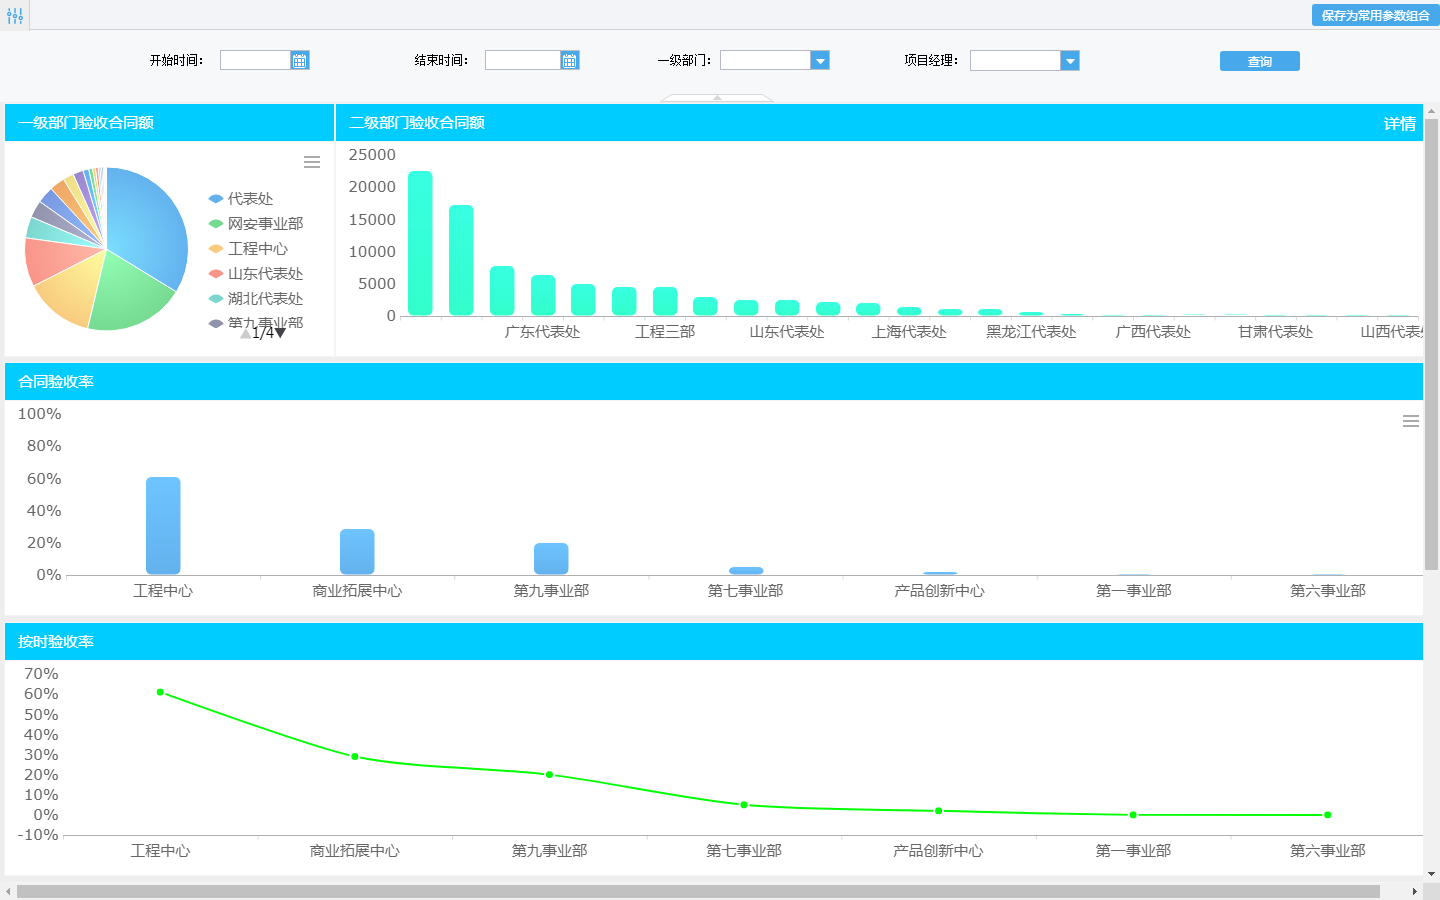 保存为常用参数组合
开始时间：
结束时间：
一级部门：
项目经理：
查询
一级部门验收合同额
二级部门验收合同额
详情
代表处
网安事业部
工程中心
山东代表处
湖北代表处
第九事业部
1/4
25000
20000
15000
10000
5000
0
广东代表处
工程三部
山东代表处
上海代表处
黑龙江代表处
广西代表处
甘肃代表处
山西代表处
合同验收率
100%
80%
60%
40%
20%
0%
工程中心
商业拓展中心
第九事业部
第七事业部
产品创新中心
第一事业部
第六事业部
按时验收率
70%
60%
50%
40%
30%
20%
10%
0%
-10%
工程中心
商业拓展中心
第九事业部
第七事业部
产品创新中心
第一事业部
第六事业部